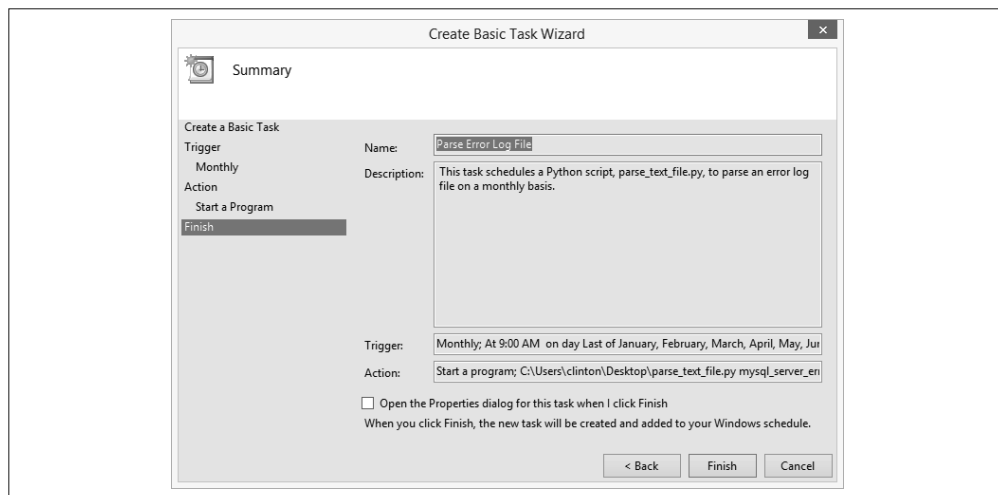 Create Basic Task Wizard
Summary
Create a Basic Task
Trigger
Monthly
Action
Start a Program
Finish
Name:
Parse Error Log File
Description:
This task schedules a Python script, parse_text_file.py, to parse an error log
file on a monthly basis.
Trigger:
Monthly; At 9:00 AM on day Last of January, February, March, April, May,
Action:
Start a program; C:\Users\clinton\Desktop\parse_text_file.py
Open the Properties dialog for this task when I click Finish
When you click Finish, the new task will be created and added to your Windows schedule.
< Back
Finish
Cancel